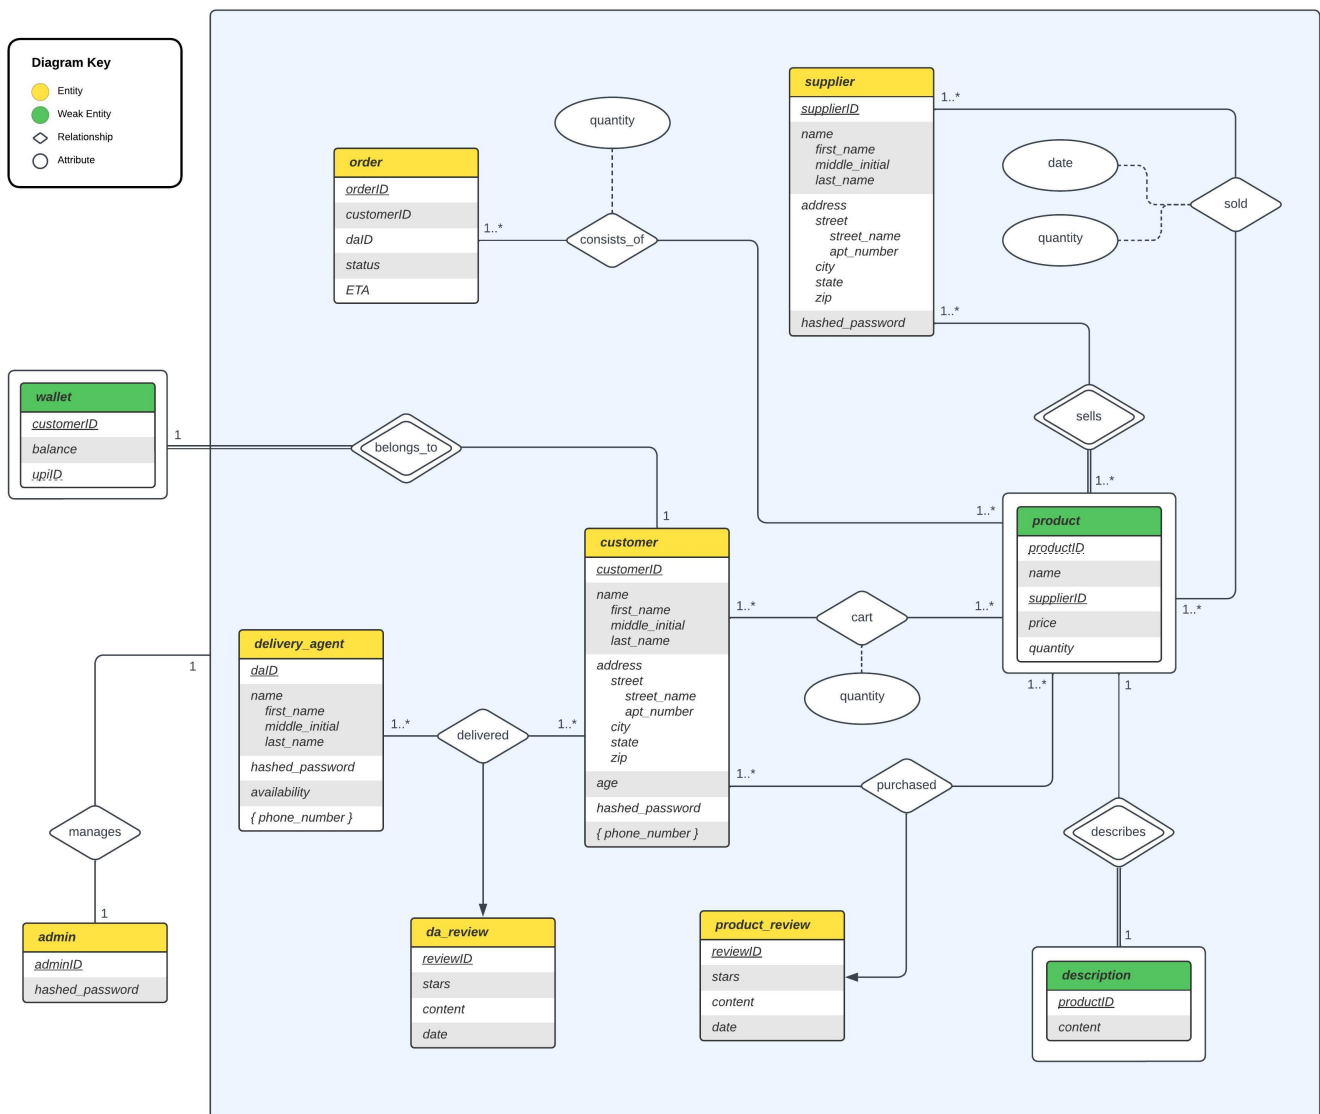 Diagram Key
Entity
Weak Entity
Relationship
Attribute
order
orderID
customerID
daID
status
ETA
quantity
1..*
consists_of
supplier
supplierID
name
first_name
middle_initial
last_name
address
street
street_name
apt_number
city
state
zip
hashed_password
1..*
date
quantity
sold
1..*
sells
1..*
wallet
customerID
balance
upiID
1
belongs_to
1
1..*
product
productID
name
supplierID
price
quantity
1..*
customer
customerID
name
first_name
middle_initial
last_name
address
street
street_name
apt_number
city
state
zip
age
hashed_password
{ phone_number }
1..*
cart
1..*
quantity
1..*
1
delivery_agent
daID
name
first_name
middle_initial
last_name
hashed_password
availability
{ phone_number }
1..*
delivered
1..*
1..*
purchased
1
manages
1
describes
1
admin
adminID
hashed_password
da_review
reviewID
stars
content
date
product_review
reviewID
stars
content
date
description
productID
content